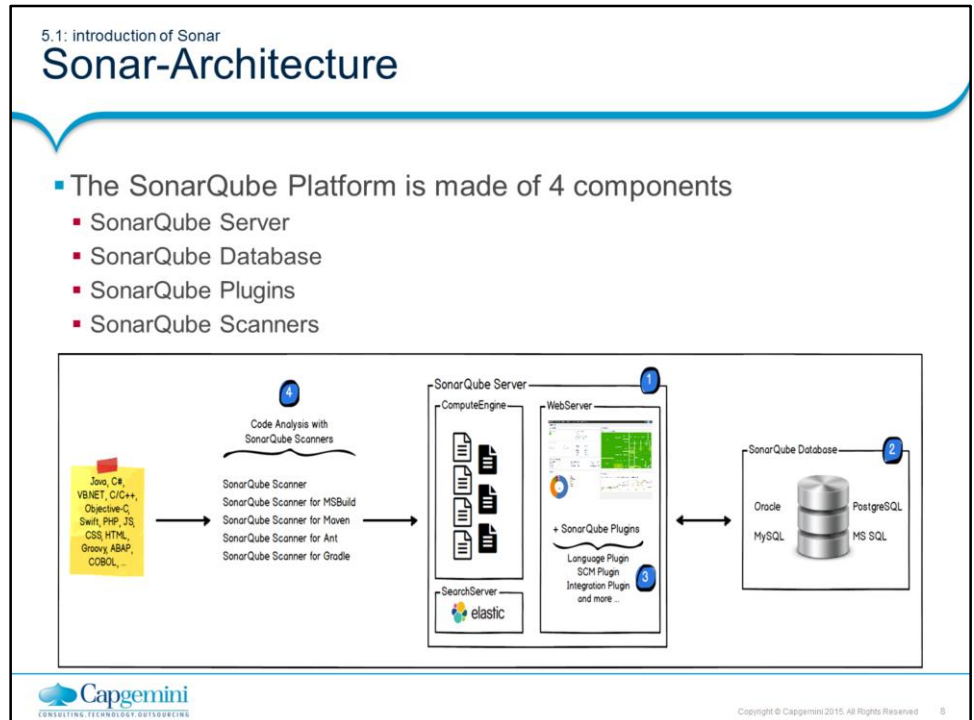 5.1: introduction of Sonar
Sonar-Architecture
▪ The SonarQube Platform is made of 4 components
▪ SonarQube Server
▪ SonarQube Database
▪ SonarQube Plugins
▪ SonarQube Scanners
Java, C#,
VB.NET, C/C++,
Objective-C,
Swift, PHP, JS,
CSS, HTML,
Groovy, ABAP,
COBOL, ...
4
Code Analysis with
SonarQube Scanners
SonarQube Scanner
SonarQube Scanner for MSBuild
SonarQube Scanner for Maven
SonarQube Scanner for Ant
SonarQube Scanner for Gradle
SonarQube Server
1
ComputeEngine
SearchServer
elastic
WebServer
+ SonarQube Plugins
Language Plugin
SCM Plugin
Integration Plugin
and more ...
3
SonarQube Database
2
Oracle
PostgreSQL
MySQL
MS SQL
Capgemini
CONSULTING.TECHNOLOGY.OUTSOURCING
Copyright © Capgemini 2015. All Rights Reserved
8